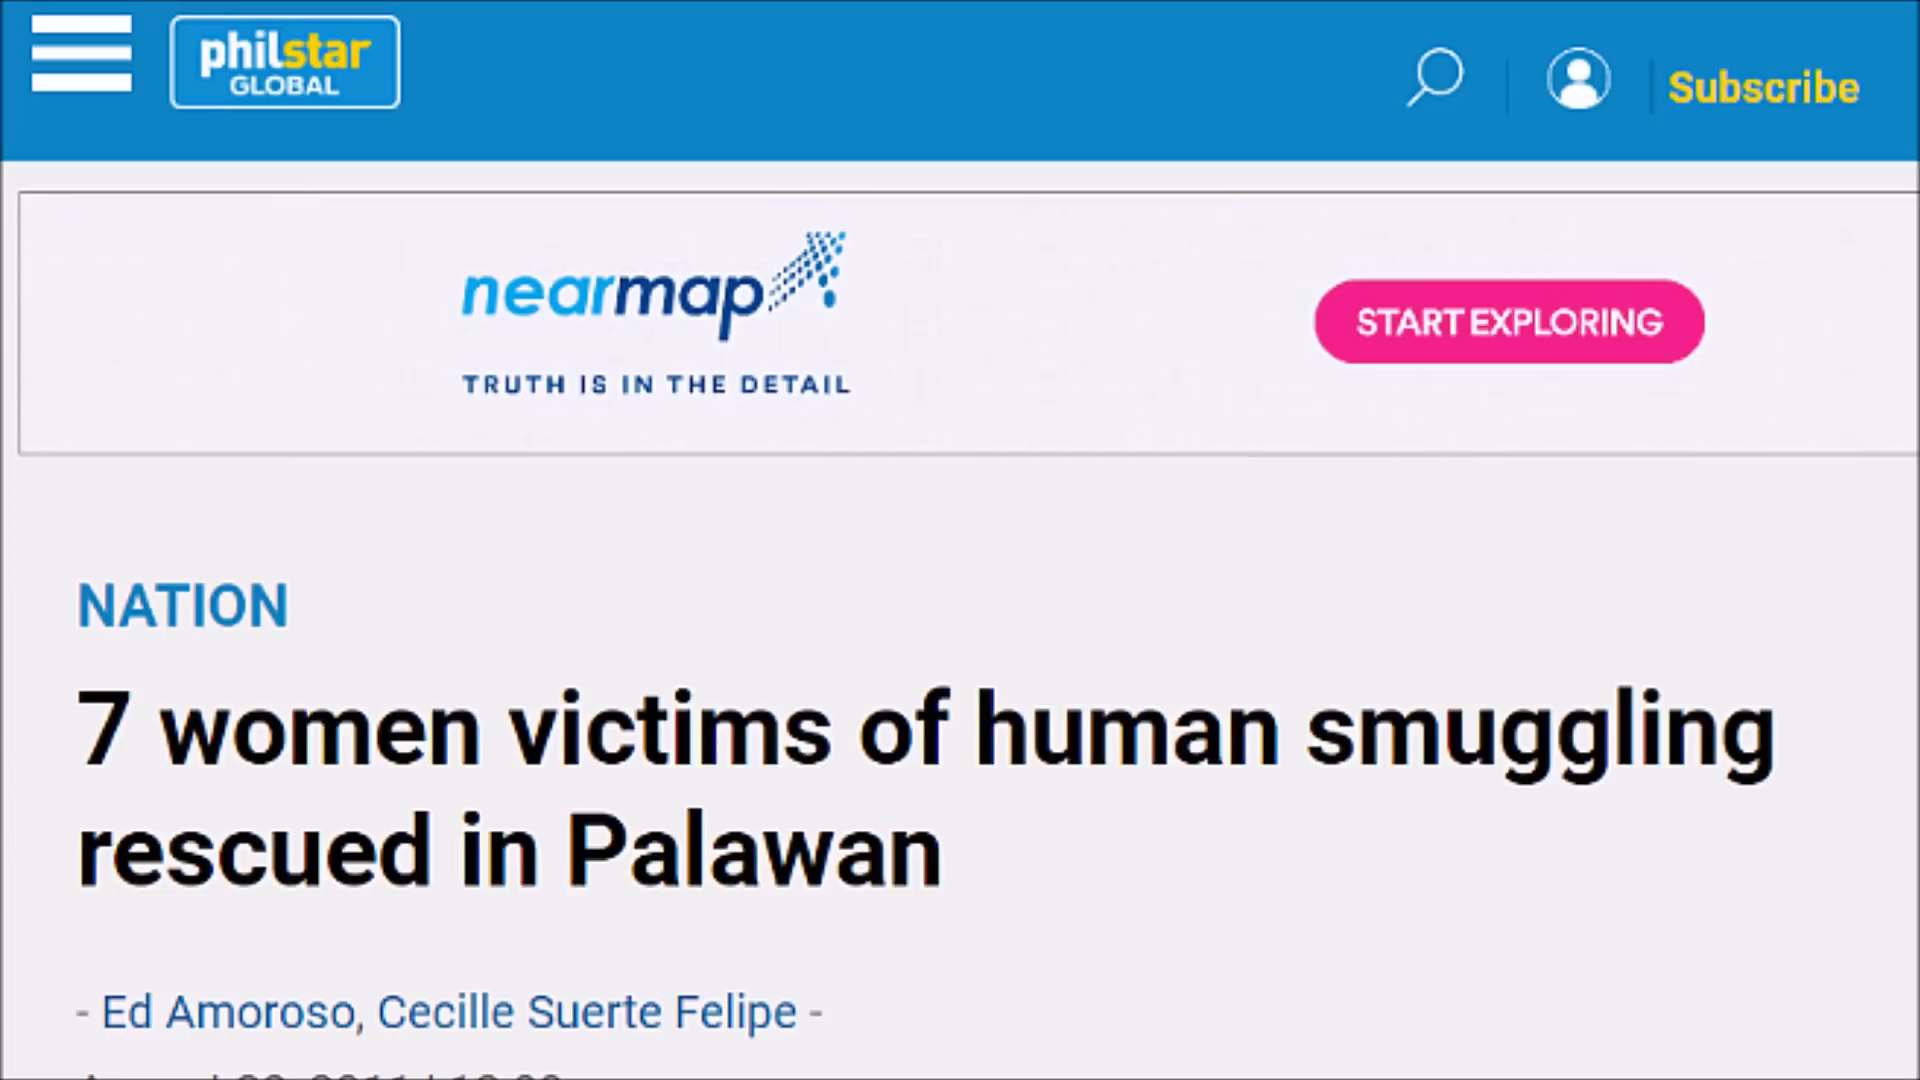 philstar
GLOBAL
Subscribe
nearmap
TRUTH IS IN THE DETAIL
START EXPLORING
NATION
7 women victims of human smuggling
rescued in Palawan
- Ed Amoroso, Cecille Suerte Felipe -